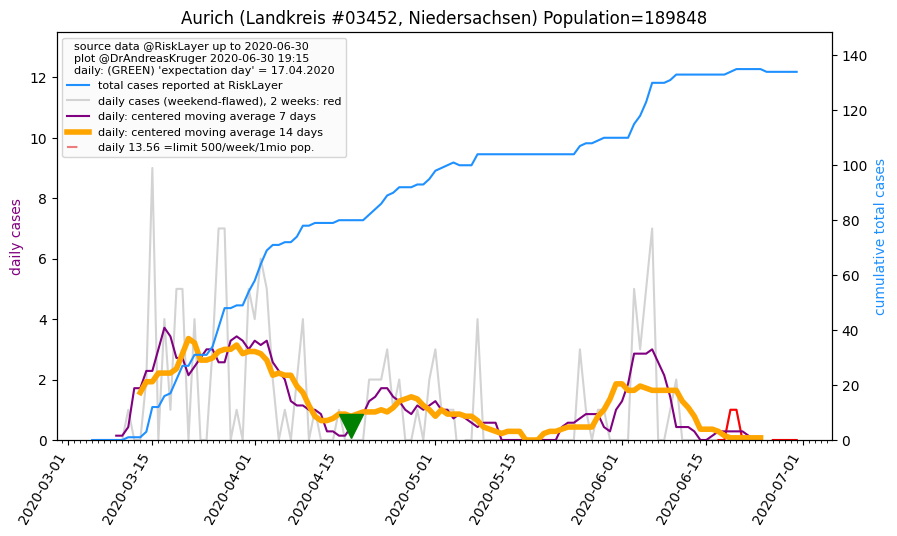 Aurich (Landkreis #03452, Niedersachsen) Population=189848
source data @RiskLayer up to 2020-06-30
plot @DrAndreasKruger 2020-06-30 19:15
daily: (GREEN) 'expectation day' = 17.04.2020
total cases reported at RiskLayer
daily cases (weekend-flawed), 2 weeks: red
daily: centered moving average 7 days
daily: centered moving average 14 days
daily 13.56 =limit 500/week/1mio pop.
daily cases
12
10
8
6
4
2
0
cumulative total cases
140
120
100
80
60
40
20
0
2020-03-01
2020-03-15
2020-04-01
2020-04-15
2020-05-01
2020-05-15
2020-06-01
2020-06-15
2020-07-01